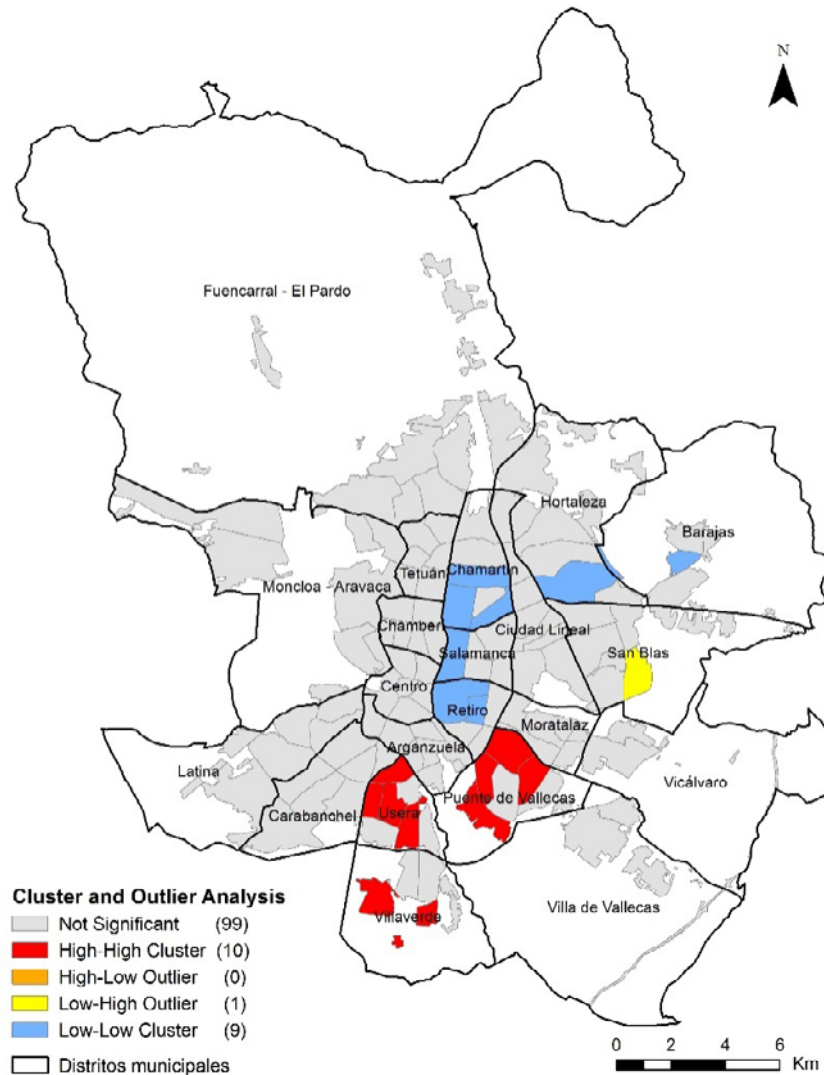 N
Fuencarral - El Pardo
Hortaleza
Barajas
Chamartín
Tetuán
Moncloa - Aravaca
Chamberí
Ciudad Lineal
Salamanca
San Blas
Centro
Retiro
Moratalaz
Arganzuela
Latina
Vicálvaro
Puente de Vallecas
Carabanchel
Usera
Villa de Vallecas
Villaverde
Cluster and Outlier Analysis
Not Significant (99)
High-High Cluster (10)
High-Low Outlier (0)
Low-High Outlier (1)
Low-Low Cluster (9)
Distritos municipales
0 2 4 6
Km